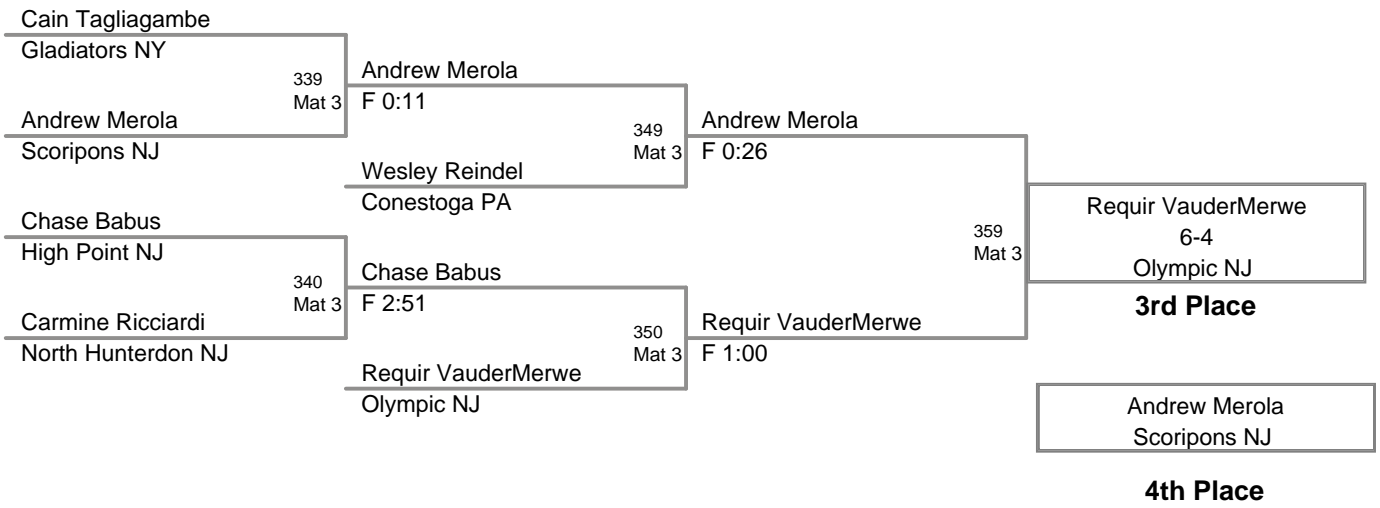 Cain Tagliagambe
Gladiators NY
339
Mat 3
Andrew Merola
Scoripons NJ
Andrew Merola
F 0:11
Wesley Reindel
Conestoga PA
349
Mat 3
Andrew Merola
F 0:26
Chase Babus
High Point NJ
340
Mat 3
Carmine Ricciardi
North Hunterdon NJ
Chase Babus
F 2:51
Requir VauderMerwe
Olympic NJ
350
Mat 3
Requir VauderMerwe
F 1:00
359
Mat 3
Requir VauderMerwe
6-4
Olympic NJ
3rd Place
Andrew Merola
Scoripons NJ
4th Place